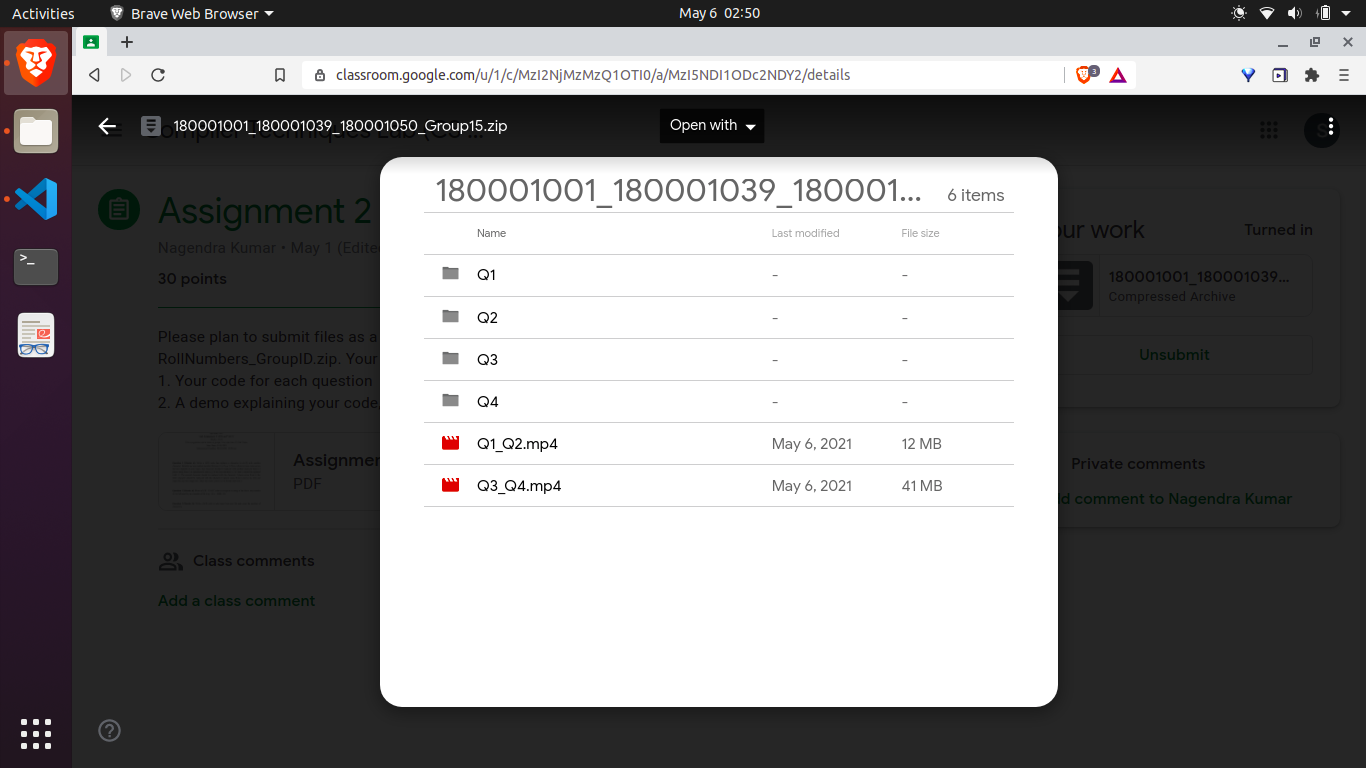 Activities
Brave Web Browser
May 6 02:50
classroom.google.com/u/1/c/MzI2NjMzMzQ1OTI0/a/MzI5NDI1ODc2NDY2/details
3
180001001_180001039_180001050_Group15.zip
Open with
180001001_180001039_180001...
6 items
Name
Last modified
File size
Q1
-
-
Q2
-
-
Q3
-
-
Q4
-
-
Q1_Q2.mp4
May 6, 2021
12 MB
Q3_Q4.mp4
May 6, 2021
41 MB
Assignment 2
Nagendra Kumar • May 1 (Edite
30 points
Please plan to submit files as a
RollNumbers_GroupID.zip. Your
1. Your code for each question
2. A demo explaining your code
Assignmen
PDF
Class comments
Add a class comment
our work
Turned in
180001001_180001039...
Compressed Archive
Unsubmit
Private comments
d comment to Nagendra Kumar